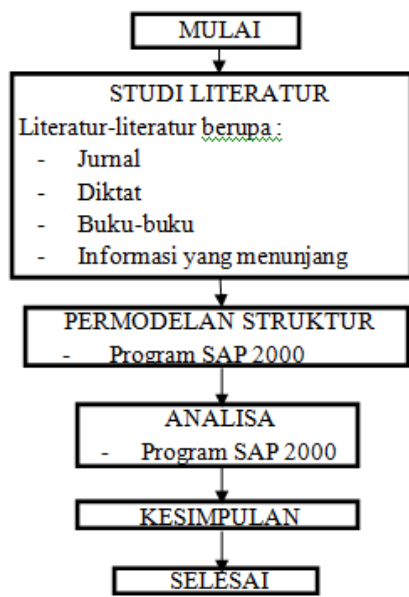 MULAI
STUDI LITERATUR
Literatur-literatur berupa :
- Jurnal
- Diktat
- Buku-buku
- Informasi yang menunjang
PERMODELAN STRUKTUR
- Program SAP 2000
ANALISA
- Program SAP 2000
KESIMPULAN
SELESAI